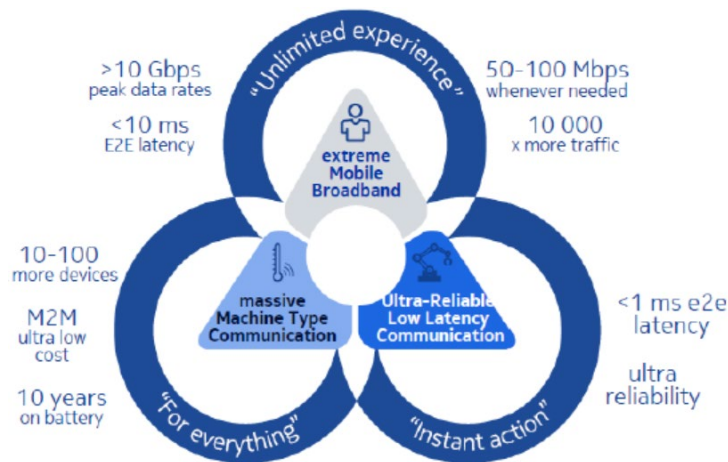 "Unlimited experience"
>10 Gbps
peak data rates
<10 ms
E2E latency
50-100 Mbps
whenever needed
10 000
x more traffic
extreme
Mobile
Broadband
10-100
more devices
M2M
ultra low
cost
10 years
on battery
massive
Machine Type
Communication
"For everything"
Ultra-Reliable
Low Latency
Communication
<1 ms e2e
latency
ultra
reliability
"Instant action"